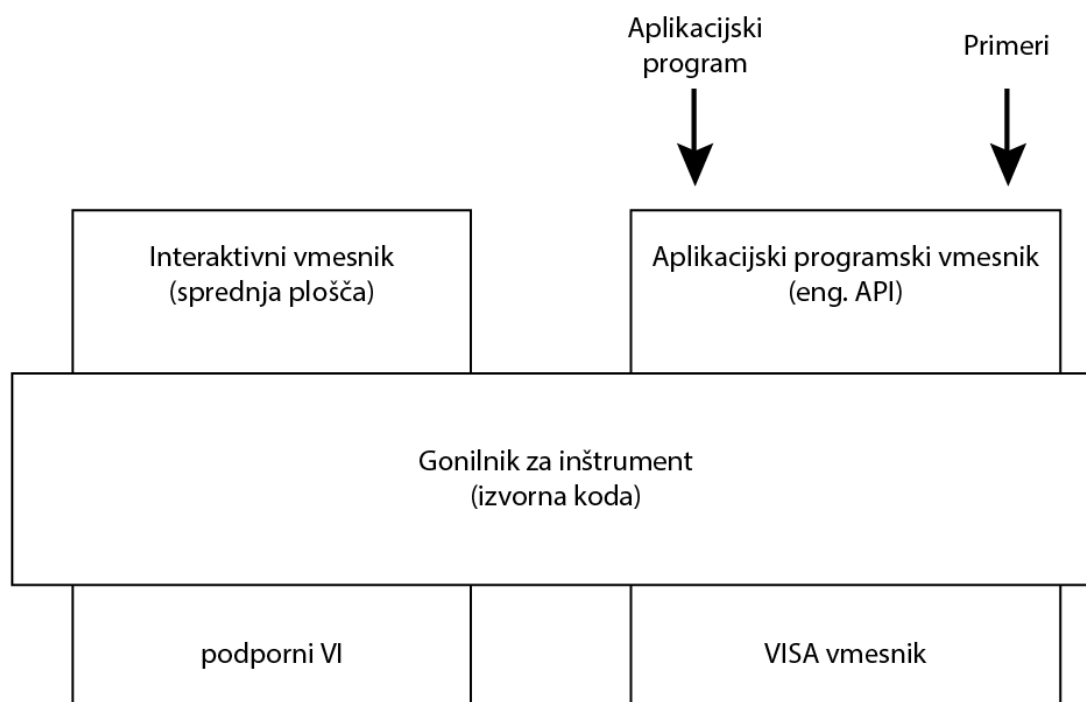 Aplikacijski
program
Primeri
Interaktivni vmesnik
(sprednja plošča)
Aplikacijski programski vmesnik
(eng. API)
Gonilnik za inštrument
(izvorna koda)
podporni VI
VISA vmesnik